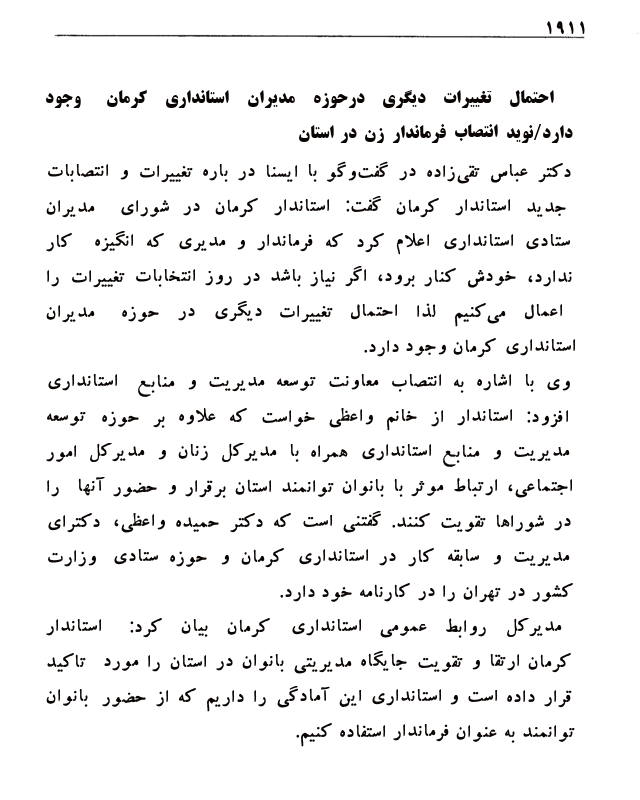 ۱۹۱۱
احتمال تغییرات دیگری درحوزه مدیران استانداری کرمان وجود
دارد/نوید انتصاب فرماندار زن در استان
دکتر عباس تقی‌زاده در گفت‌وگو با ایسنا در باره تغییرات و انتصابات
جدید استاندار کرمان گفت: استاندار کرمان در شورای مدیران
ستادی استانداری اعلام کرد که فرماندار و مدیری که انگیزه کار
ندارد، خودش کنار برود، اگر نیاز باشد در روز انتخابات تغییرات را
اعمال می‌کنیم لذا احتمال تغییرات دیگری در حوزه مدیران
استانداری کرمان وجود دارد.
وی با اشاره به انتصاب معاونت توسعه مدیریت و منابع استانداری
افزود: استاندار از خانم واعظی خواست که علاوه بر حوزه توسعه
مدیریت و منابع استانداری همراه با مدیرکل زنان و مدیرکل امور
اجتماعی، ارتباط موثر با بانوان توانمند استان برقرار و حضور آنها را
در شوراها تقویت کنند. گفتنی است که دکتر حمیده واعظی، دکترای
مدیریت و سابقه کار در استانداری کرمان و حوزه ستادی وزارت
کشور در تهران را در کارنامه خود دارد.
مدیرکل روابط عمومی استانداری کرمان بیان کرد: استاندار
کرمان ارتقا و تقویت جایگاه مدیریتی بانوان در استان را مورد تاکید
قرار داده است و استانداری این آمادگی را داریم که از حضور بانوان
توانمند به عنوان فرماندار استفاده کنیم.